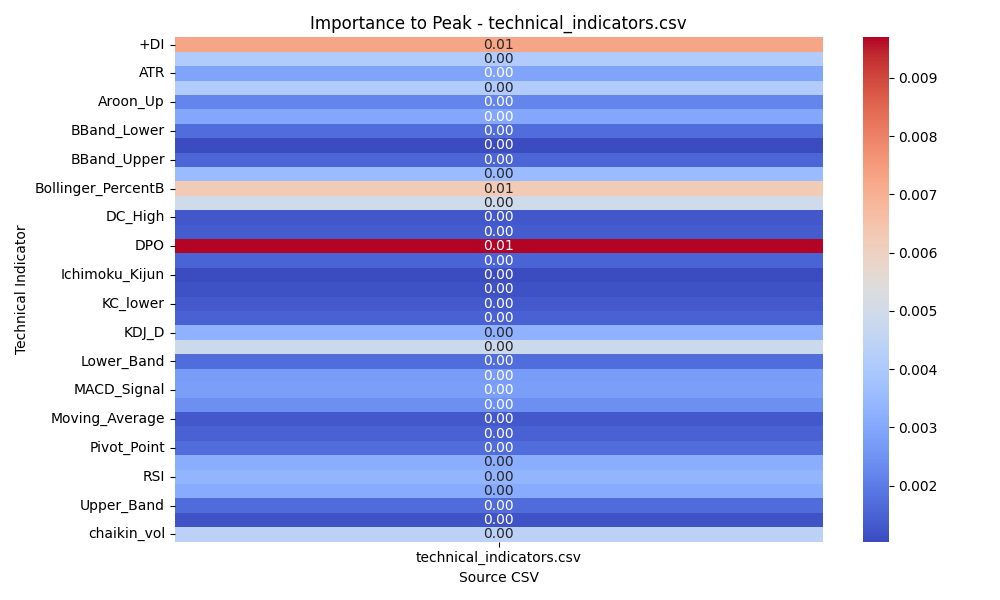 Importance to Peak - technical_indicators.csv
+DI 0.01
0.00
ATR 0.00
0.00
Aroon_Up 0.00
0.00
BBand_Lower 0.00
0.00
BBand_Upper 0.00
0.00
Bollinger_PercentB 0.01
0.00
DC_High 0.00
0.00
DPO 0.01
0.00
Ichimoku_Kijun 0.00
0.00
KC_lower 0.00
0.00
KDJ_D 0.00
0.00
Lower_Band 0.00
0.00
MACD_Signal 0.00
0.00
Moving_Average 0.00
0.00
Pivot_Point 0.00
0.00
RSI 0.00
0.00
Upper_Band 0.00
0.00
chaikin_vol 0.00
technical_indicators.csv
Source CSV
Technical Indicator
0.009
0.008
0.007
0.006
0.005
0.004
0.003
0.002